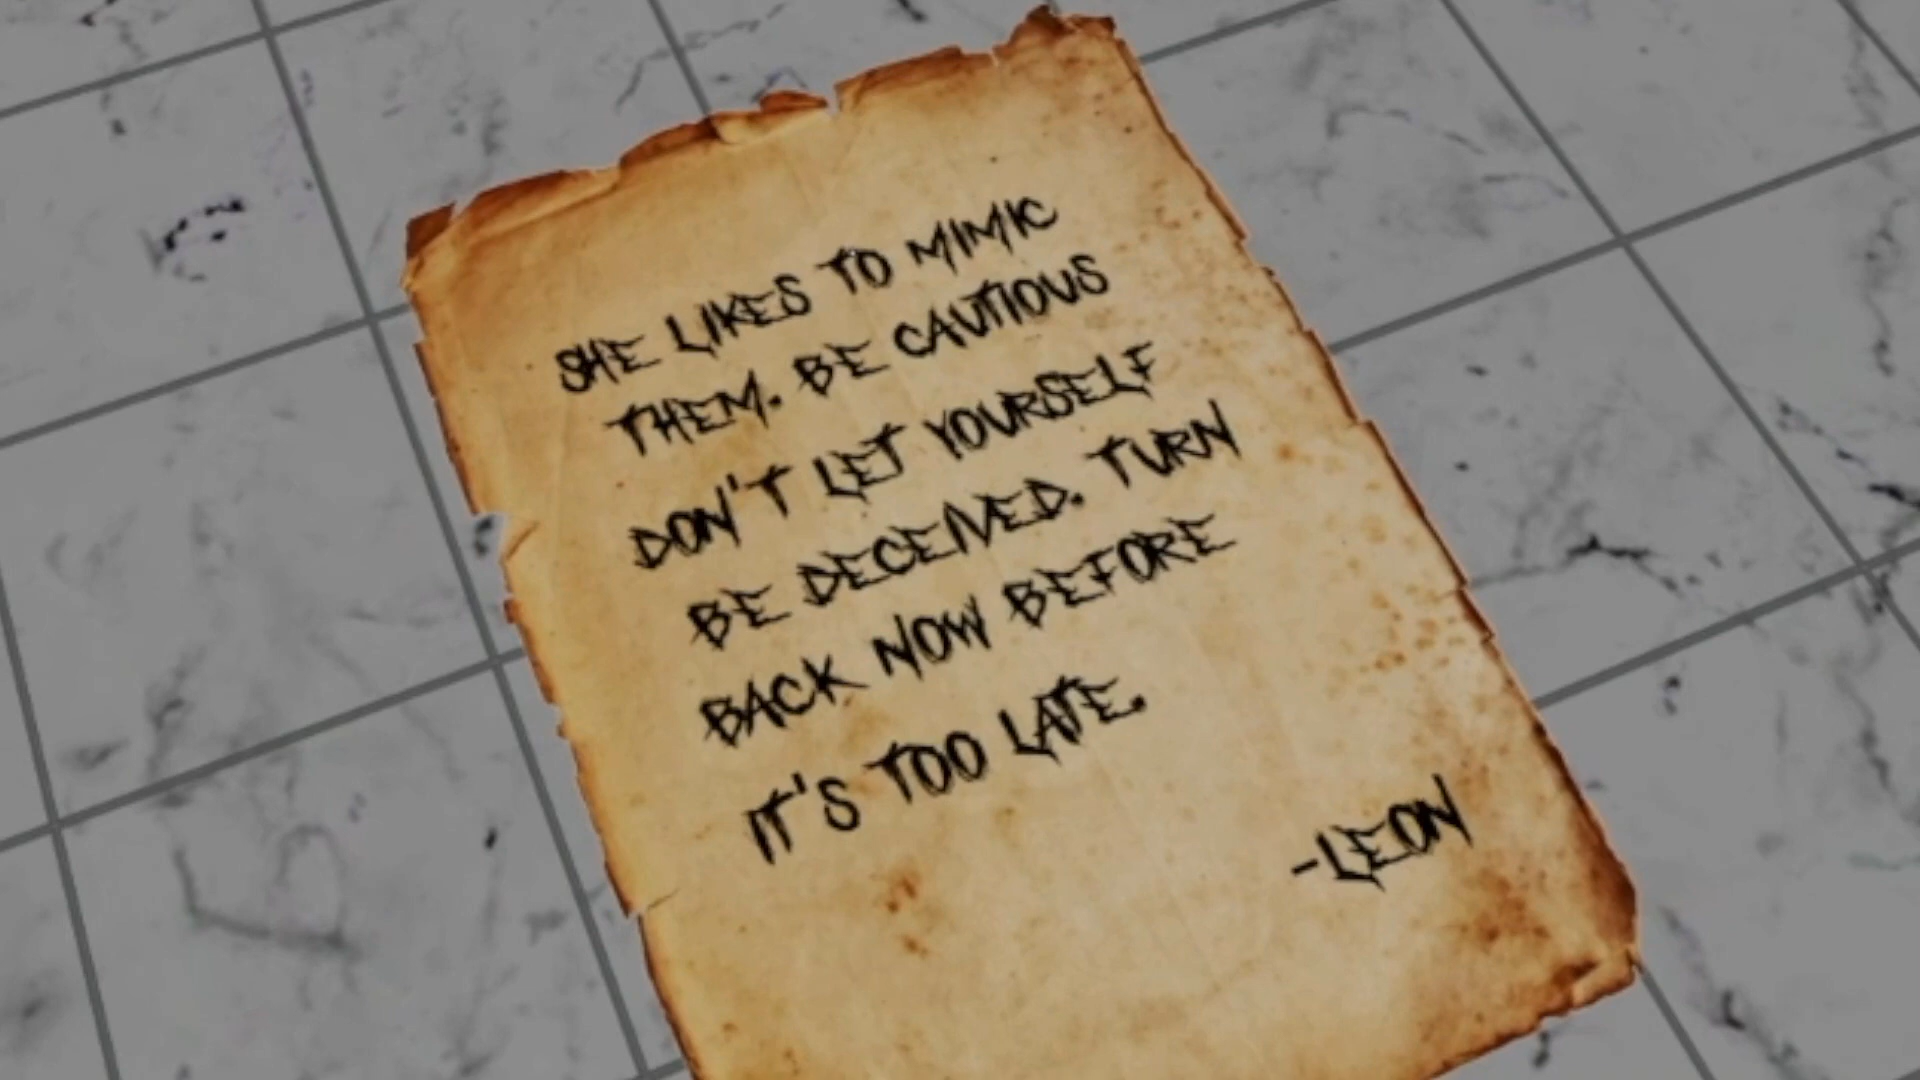 SHE LIKES TO MIMIC
THEM. BE CAUTIOUS
DON'T LET YOURSELF
BE DECEIVED. TURN
BACK NOW BEFORE
IT'S TOO LATE.
-LEON